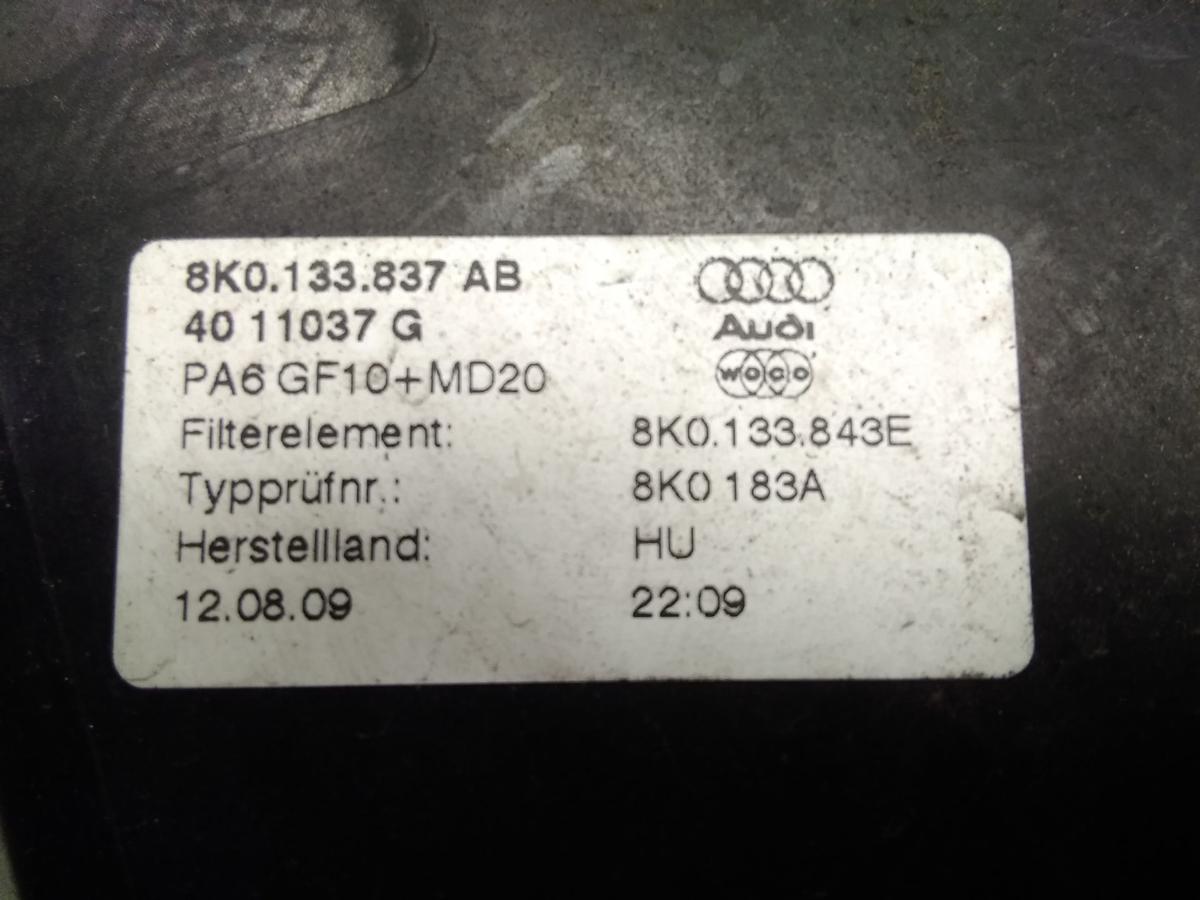 8K0.133.837 AB
40 11037 G
Audi
PA6 GF10+MD20
WOCO
Filterelement: 8K0.133.843E
Typprüfnr.: 8K0 183A
Herstellland: HU
12.08.09 22:09